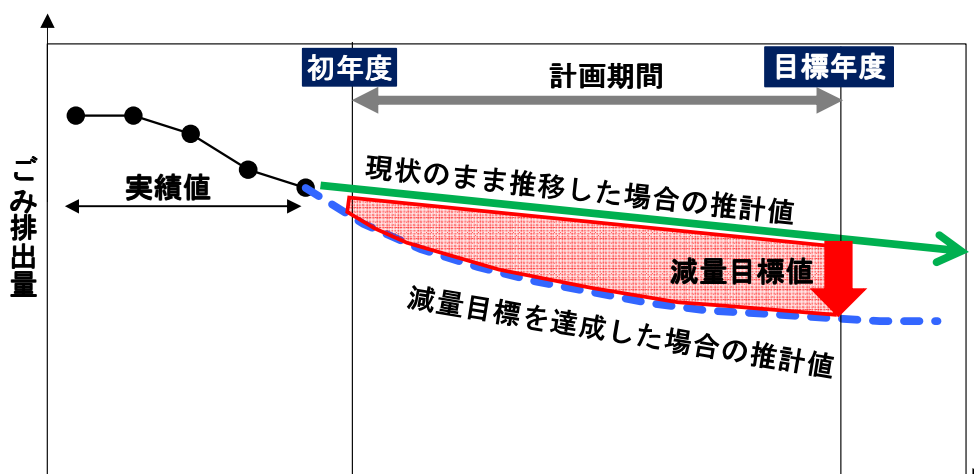 初年度
目標年度
計画期間
ごみ排出量
実績値
現状のまま推移した場合の推計値
減量目標値
減量目標を達成した場合の推計値